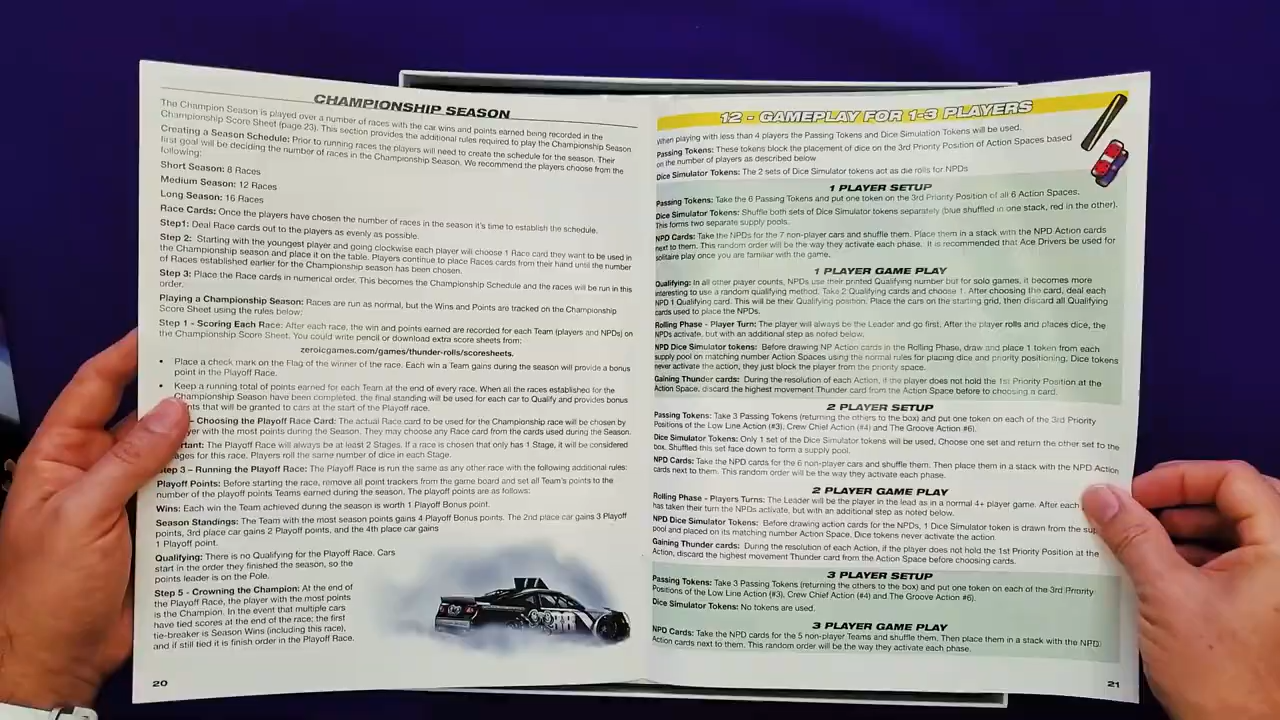 CHAMPIONSHIP SEASON
The Champion Season is played over a number of races with the car wins and points earned being recorded in the
Championship Score Sheet (page 23). This section provides the additional rules required to play the Championship Season.
Creating a Season Schedule: Prior to running races the players will need to create the schedule for the season. Their
first goal will be deciding the number of races in the Championship Season. We recommend the players choose from the
following:
Short Season: 8 Races
Medium Season: 12 Races
Long Season: 16 Races
Race Cards: Once the players have chosen the number of races in the season it's time to establish the schedule.
Step1: Deal Race cards out to the players as evenly as possible.
Step 2: Starting with the youngest player and going clockwise each player will choose 1 Race card they want to be used in
the Championship season and place it on the table. Players continue to place Races cards from their hand until the number
of Races established earlier for the Championship season has been chosen.
Step 3: Place the Race cards in numerical order. This becomes the Championship Schedule and the races will be run in this
order.
Playing a Championship Season: Races are run as normal, but the Wins and Points are tracked on the Championship
Score Sheet using the rules below:
Step 1 - Scoring Each Race: After each race, the win and points earned are recorded for each Team (players and NPDs) on
the Championship Score Sheet. You could write pencil or download extra score sheets from:
zeroicgames.com/games/thunder-rolls/scoresheets.
• Place a check mark on the Flag of the winner of the race. Each win a Team gains during the season will provide a bonus
point in the Playoff Race.
• Keep a running total of points earned for each Team at the end of every race. When all the races established for the
Championship Season have been completed, the final standing will be used for each car to Qualify and provides bonus
nts that will be granted to cars at the start of the Playoff race.
- Choosing the Playoff Race Card: The actual Race card to be used for the Championship race will be chosen by
yer with the most points during the Season. They may choose any Race card from the cards used during the Season.
rtant: The Playoff Race will always be at least 2 Stages. If a race is chosen that only has 1 Stage, it will be considered
ages for this race. Players roll the same number of dice in each Stage.
Step 3 - Running the Playoff Race: The Playoff Race is run the same as any other race with the following additional rules:
Playoff Points: Before starting the race, remove all point trackers from the game board and set all Team's points to the
number of the playoff points Teams earned during the season. The playoff points are as follows:
Wins: Each win the Team achieved during the season is worth 1 Playoff Bonus point.
Season Standings: The Team with the most season points gains 4 Playoff Bonus points. The 2nd place car gains 3 Playoff
points, 3rd place car gains 2 Playoff Points, and the 4th place car gains
1 Playoff point.
Qualifying: There is no Qualifying for the Playoff Race. Cars
start in the order they finished the season, so the
points leader is on the Pole.
Step 5 - Crowning the Champion: At the end of
the Playoff Race, the player with the most points
is the Champion. In the event that multiple cars
have tied scores at the end of the race; the first
tie-breaker is Season Wins (including this race),
and if still tied it is finish order in the Playoff Race.
88
20
12 - GAMEPLAY FOR 1-3 PLAYERS
When playing with less than 4 players the Passing Tokens and Dice Simulation Tokens will be used.
Passing Tokens: These tokens block the placement of dice on the 3rd Priority Position of Action Spaces based
on the number of players as described below
Dice Simulator Tokens: The 2 sets of Dice Simulator tokens act as die rolls for NPDs
1 PLAYER SETUP
Passing Tokens: Take the 6 Passing Tokens and put one token on the 3rd Priority Position of all 6 Action Spaces.
Dice Simulator Tokens: Shuffle both sets of Dice Simulator tokens separately (blue shuffled in one stack, red in the other).
This forms two separate supply pools.
NPD Cards: Take the NPDs for the 7 non-player cars and shuffle them. Place them in a stack with the NPD Action cards
next to them. This random order will be the way they activate each phase. It is recommended that Ace Drivers be used for
solitaire play once you are familiar with the game.
1 PLAYER GAME PLAY
Qualifying: In all other player counts, NPDs use their printed Qualifying number but for solo games, it becomes more
interesting to use a random qualifying method. Take 2 Qualifying cards and choose 1. After choosing the card, deal each
NPD 1 Qualifying card. This will be their Qualifying position. Place the cars on the starting grid, then discard all Qualifying
cards used to place the NPDs.
Rolling Phase - Player Turn: The player will always be the Leader and go first. After the player rolls and places dice, the
NPDs activate, but with an additional step as noted below.
NPD Dice Simulator Tokens: Before drawing NP Action cards in the Rolling Phase, draw and place 1 token from each
supply pool on matching number Action Spaces using the normal rules for placing dice and priority positioning. Dice tokens
never activate the action, they just block the player from the priority space.
Gaining Thunder Cards: During the resolution of each Action, if the player does not hold the 1st Priority Position at the
Action Space, discard the highest movement Thunder card from the Action Space before choosing to a card.
2 PLAYER SETUP
Passing Tokens: Take 3 Passing Tokens (returning the others to the box) and put one token on each of the 3rd Priority
Positions of the Low Line Action (#3), Crew Chief Action (#4) and The Groove Action #6).
Dice Simulator Tokens: Only 1 set of the Dice Simulator tokens will be used. Choose one set and return the other set to the
box. Shuffled this set face down to form a supply pool.
NPD Cards: Take the NPD cards for the 6 non-player cars and shuffle them. Then place them in a stack with the NPD Action
cards next to them. This random order will be the way they activate each phase.
2 PLAYER GAME PLAY
Rolling Phase - Players Turns: The Leader will be the player in the lead as in a normal 4+ player game. After each
has taken their turn the NPDs activate, but with an additional step as noted below.
NPD Dice Simulator Tokens: Before drawing action cards for the NPDs, 1 Dice Simulator token is drawn from the sup
pool and placed on its matching number Action Space. Dice tokens never activate the action.
Gaining Thunder cards: During the resolution of each Action, if the player does not hold the 1st Priority Position at the
Action, discard the highest movement Thunder card from the Action Space before choosing cards.
3 PLAYER SETUP
Passing Tokens: Take 3 Passing Tokens (returning the others to the box) and put one token on each of the 3rd Priority
Positions of the Low Line Action (#3), Crew Chief Action (#4) and The Groove Action #6).
Dice Simulator Tokens: No tokens are used.
3 PLAYER GAME PLAY
NPD Cards: Take the NPD cards for the 5 non-player Teams and shuffle them. Then place them in a stack with the NPD
Action cards next to them. This random order will be the way they activate each phase.
21